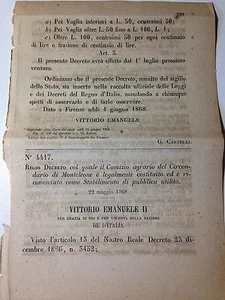 a) Pei Vaglia inferiori a L. 50, centesimi 50;
b) Pei Vaglia oltre L. 50 fino a L. 100, L. 1;
c) Oltre L. 100, centesimi 50 per ogni centinaio
di lire o frazione di centinaio di lire.
Art. 5.
Il presente Decreto avrà effetto dal 1° luglio prossimo
venturo.
Ordiniamo che il presente Decreto, munito del sigillo
dello Stato, sia inserto nella raccolta ufficiale delle Leggi
e dei Decreti del Regno d'Italia, mandando a chiunque
spetti di osservarlo e di farlo osservare.
Dato a Firenze addì 4 giugno 1868.
VITTORIO EMANUELE.
G. CANTELLI.
N° 4417.
REGIO DECRETO col quale il Comizio agrario del Circon-
dario di Monteleone è legalmente costituito ed è ri-
conosciuto come Stabilimento di pubblica utilità.
22 maggio 1868
VITTORIO EMANUELE II
PER GRAZIA DI DIO E PER VOLONTÀ DELLA NAZIONE
RE D'ITALIA
Visto l'articolo 15 del Nostro Reale Decreto 23 di-
cembre 1866, n. 3452;